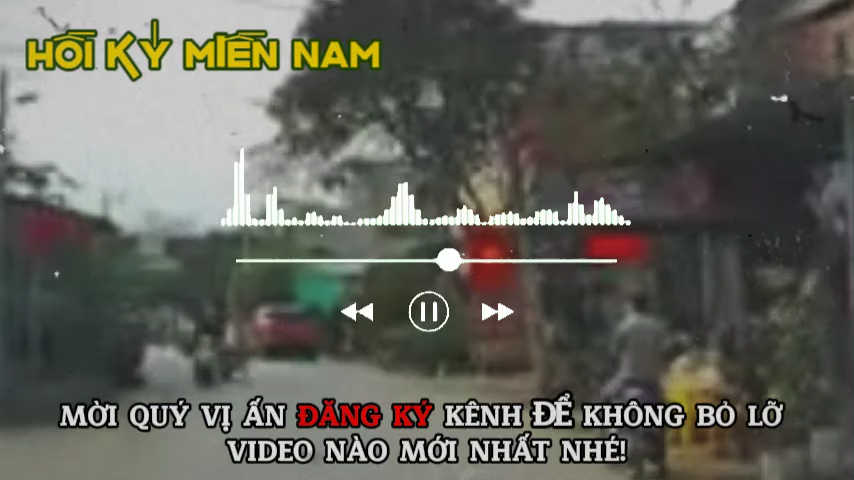 HỒI KÝ MIỀN NAM
MỜI QUÝ VỊ ẤN ĐĂNG KÝ KÊNH ĐỂ KHÔNG BỎ LỠ
VIDEO NÀO MỚI NHẤT NHÉ!